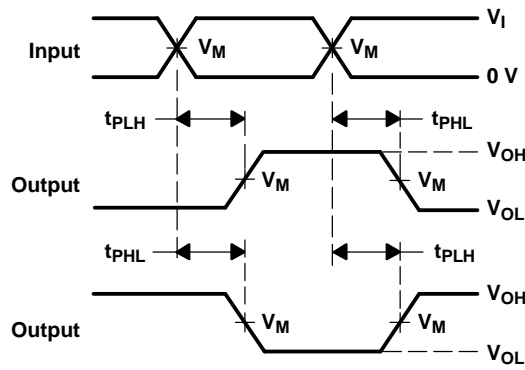 V_I
Input V_M V_M
0 V
t_PLH t_PHL
V_OH
Output V_M V_M
V_OL
t_PHL t_PLH
V_OH
Output V_M V_M
V_OL